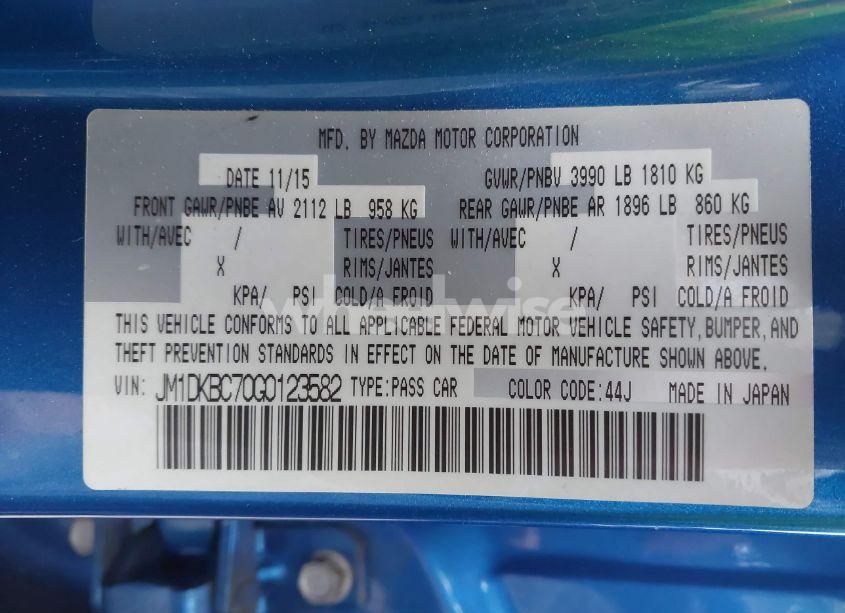 MFD. BY MAZDA MOTOR CORPORATION
DATE 11/15 GVWR/PNBV 3990 LB 1810 KG
FRONT GAWR/PNBE AV 2112 LB 958 KG REAR GAWR/PNBE AR 1896 LB 860 KG
WITH/AVEC / TIRES/PNEUS WITH/AVEC / TIRES/PNEUS
X RIMS/JANTES X RIMS/JANTES
KPA/ PSI COLD/A FROID KPA/ PSI COLD/A FROID
wheelwise
THIS VEHICLE CONFORMS TO ALL APPLICABLE FEDERAL MOTOR VEHICLE SAFETY, BUMPER, AND
THEFT PREVENTION STANDARDS IN EFFECT ON THE DATE OF MANUFACTURE SHOWN ABOVE.
VIN: JM1DKBC70G0123582 TYPE:PASS CAR COLOR CODE:44J MADE IN JAPAN